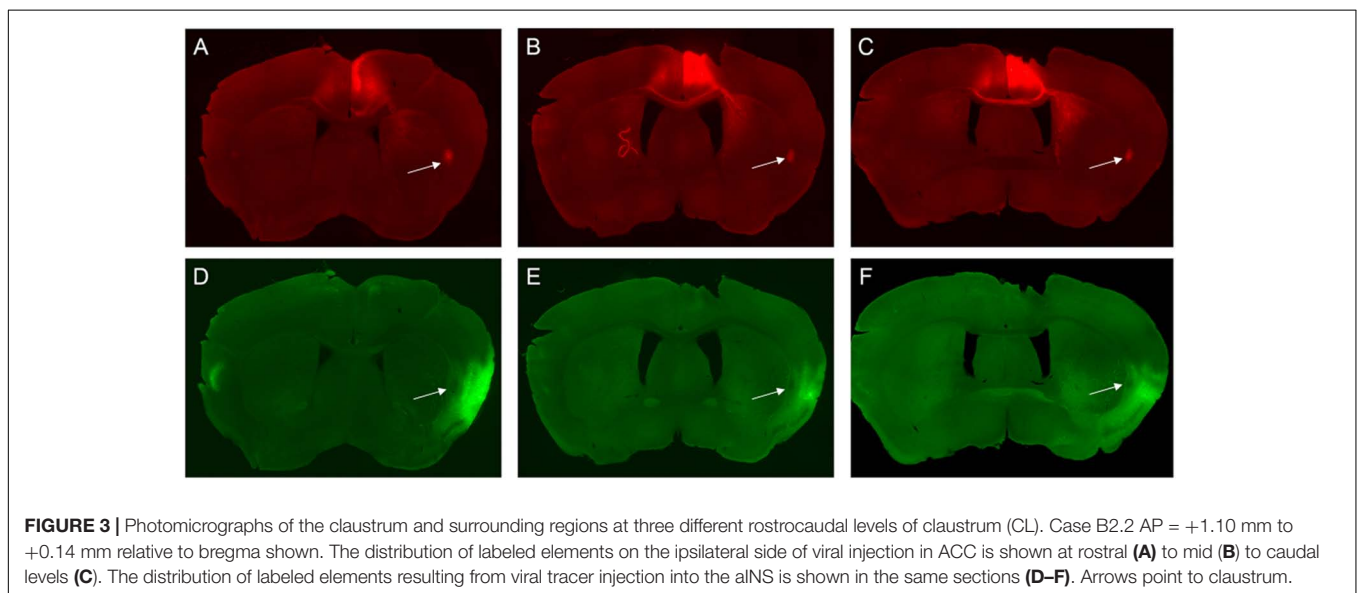 A
B
C
D
E
F
FIGURE 3 | Photomicrographs of the claustrum and surrounding regions at three different rostrocaudal levels of claustrum (CL). Case B2.2 AP = +1.10 mm to
+0.14 mm relative to bregma shown. The distribution of labeled elements on the ipsilateral side of viral injection in ACC is shown at rostral (A) to mid (B) to caudal
levels (C). The distribution of labeled elements resulting from viral tracer injection into the aINS is shown in the same sections (D–F). Arrows point to claustrum.